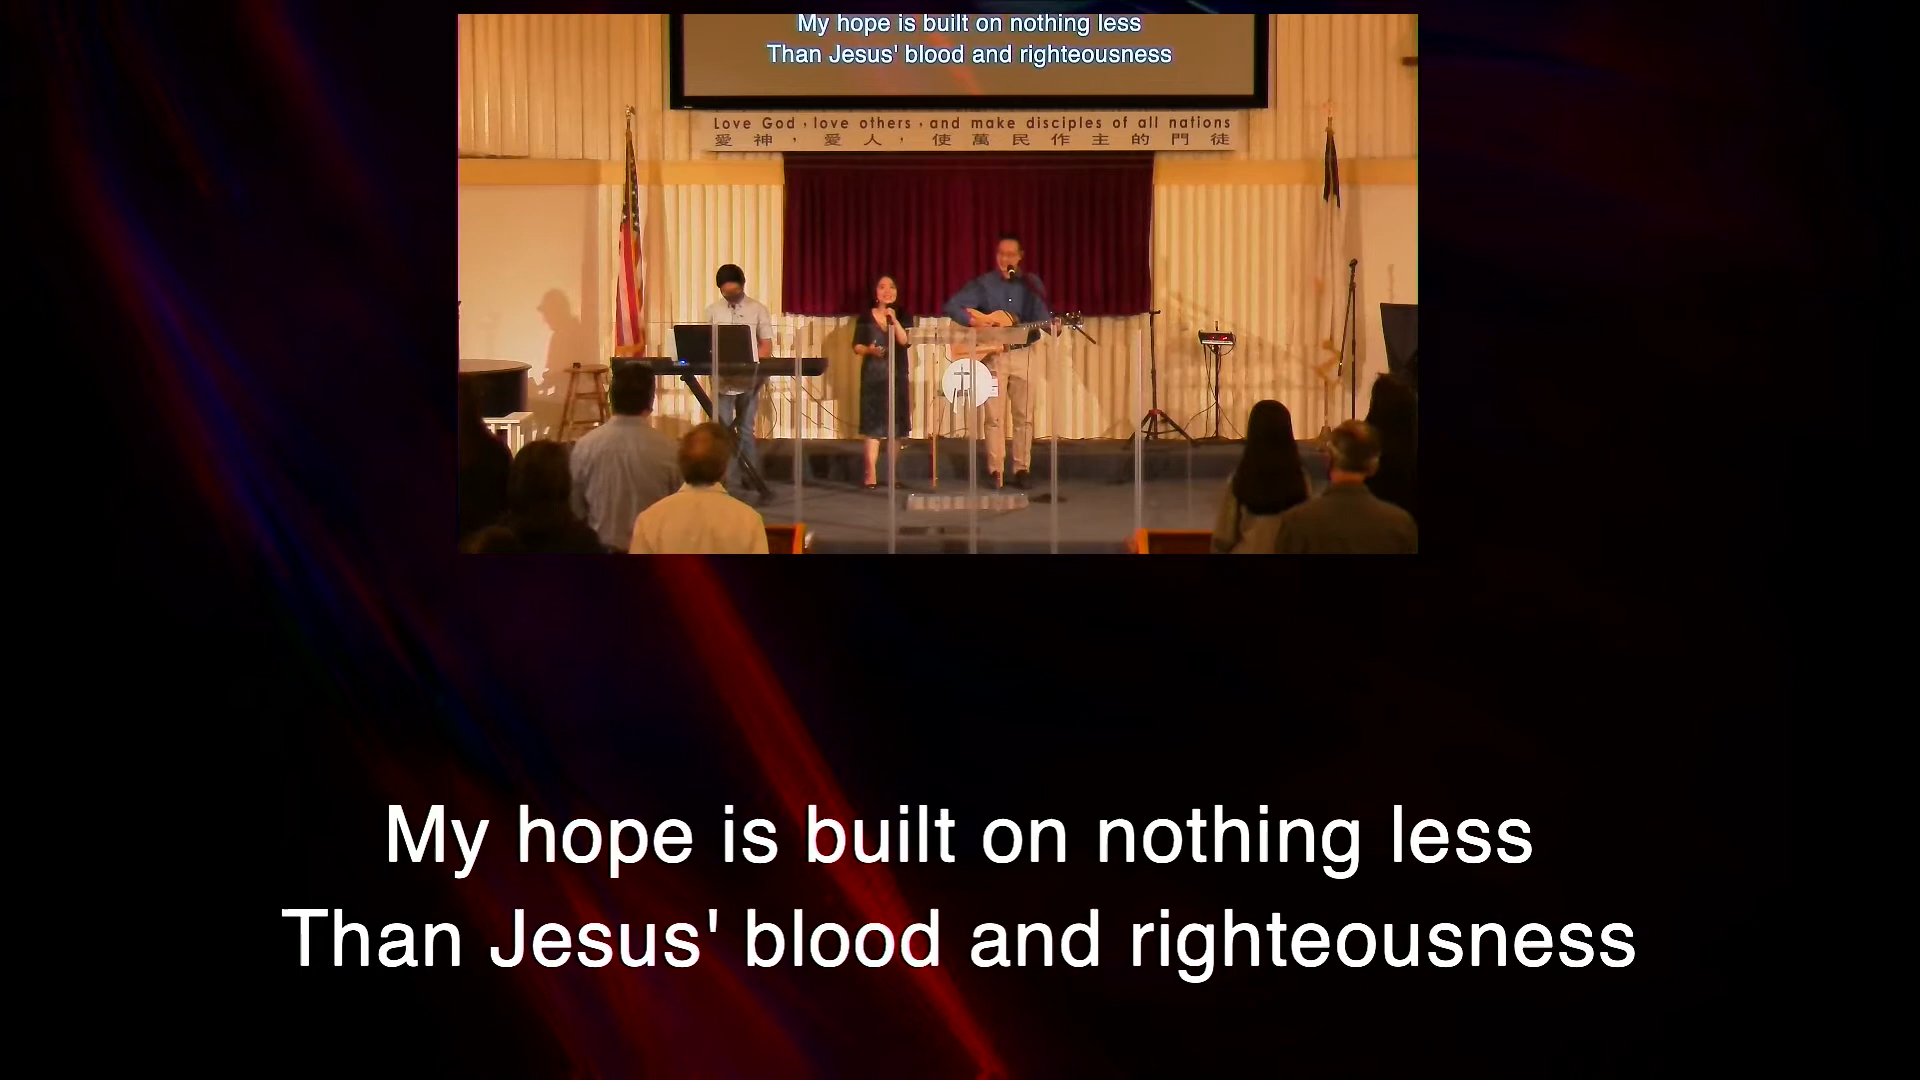 My hope is built on nothing less
Than Jesus' blood and righteousness
Love God, love others, and make disciples of all nations
愛神，愛人，使萬民作主的門徒
My hope is built on nothing less
Than Jesus' blood and righteousness